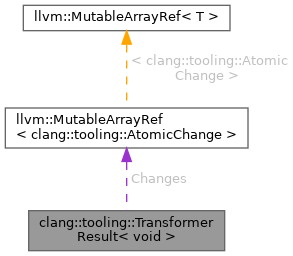 llvm::MutableArrayRef< T >
< clang::tooling::Atomic
Change >
llvm::MutableArrayRef
< clang::tooling::AtomicChange >
Changes
clang::tooling::Transformer
Result< void >